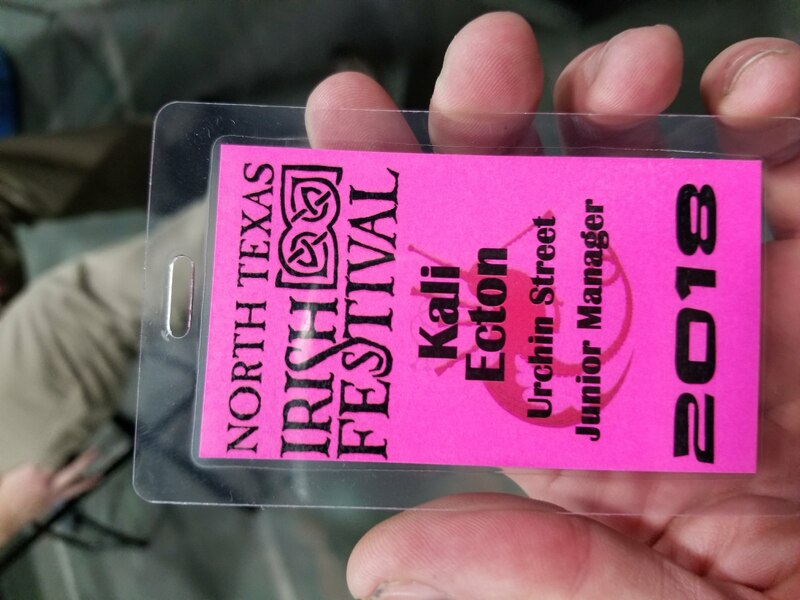 NORTH TEXAS
IRISH
FESTIVAL
Kali
Ecton
Urchin Street
Junior Manager
2018